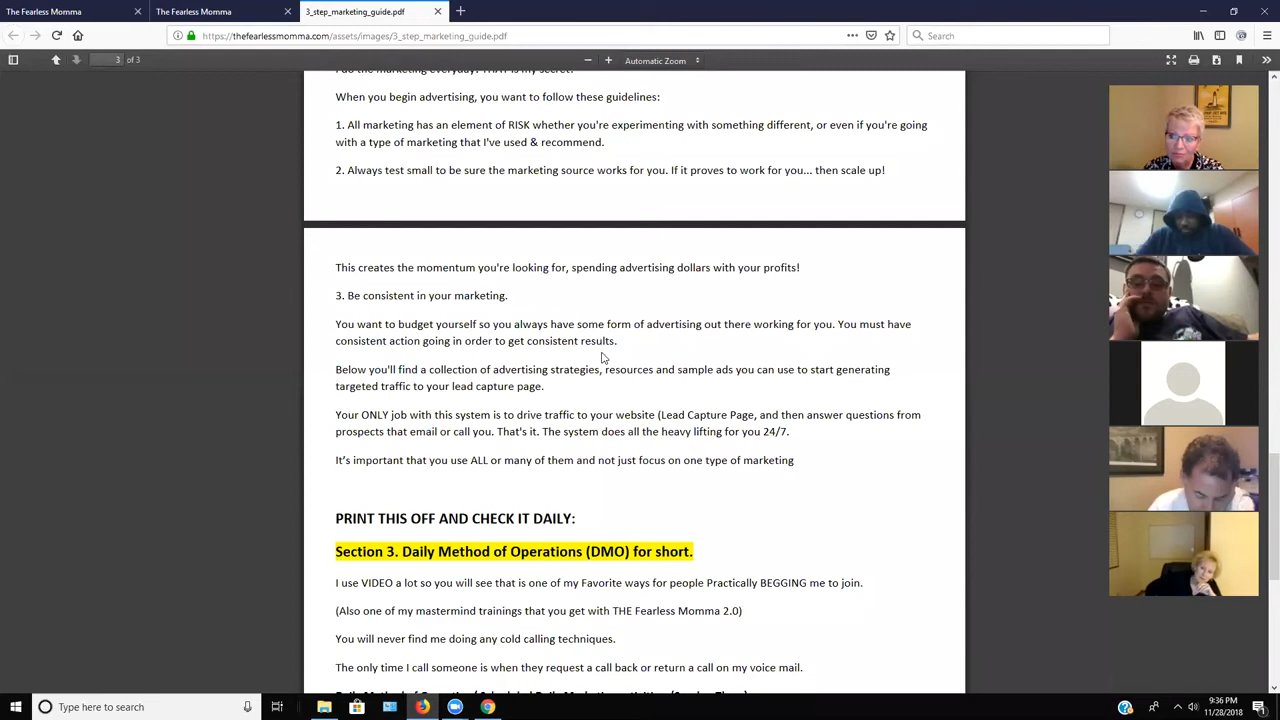 The Fearless Momma
The Fearless Momma
3_step_marketing_guide.pdf
https://thefearlessmomma.com/assets/images/3_step_marketing_guide.pdf
Search
3 of 3
Automatic Zoom
I do the marketing everyday! THAT is my secret!
When you begin advertising, you want to follow these guidelines:
1. All marketing has an element of RISK whether you're experimenting with something different, or even if you're going
with a type of marketing that I've used & recommend.
2. Always test small to be sure the marketing source works for you. If it proves to work for you... then scale up!
This creates the momentum you're looking for, spending advertising dollars with your profits!
3. Be consistent in your marketing.
You want to budget yourself so you always have some form of advertising out there working for you. You must have
consistent action going in order to get consistent results.
Below you'll find a collection of advertising strategies, resources and sample ads you can use to start generating
targeted traffic to your lead capture page.
Your ONLY job with this system is to drive traffic to your website (Lead Capture Page, and then answer questions from
prospects that email or call you. That's it. The system does all the heavy lifting for you 24/7.
It's important that you use ALL or many of them and not just focus on one type of marketing
PRINT THIS OFF AND CHECK IT DAILY:
Section 3. Daily Method of Operations (DMO) for short.
I use VIDEO a lot so you will see that is one of my Favorite ways for people Practically BEGGING me to join.
(Also one of my mastermind trainings that you get with THE Fearless Momma 2.0)
You will never find me doing any cold calling techniques.
The only time I call someone is when they request a call back or return a call on my voice mail.
Type here to search
9:36 PM
11/28/2018